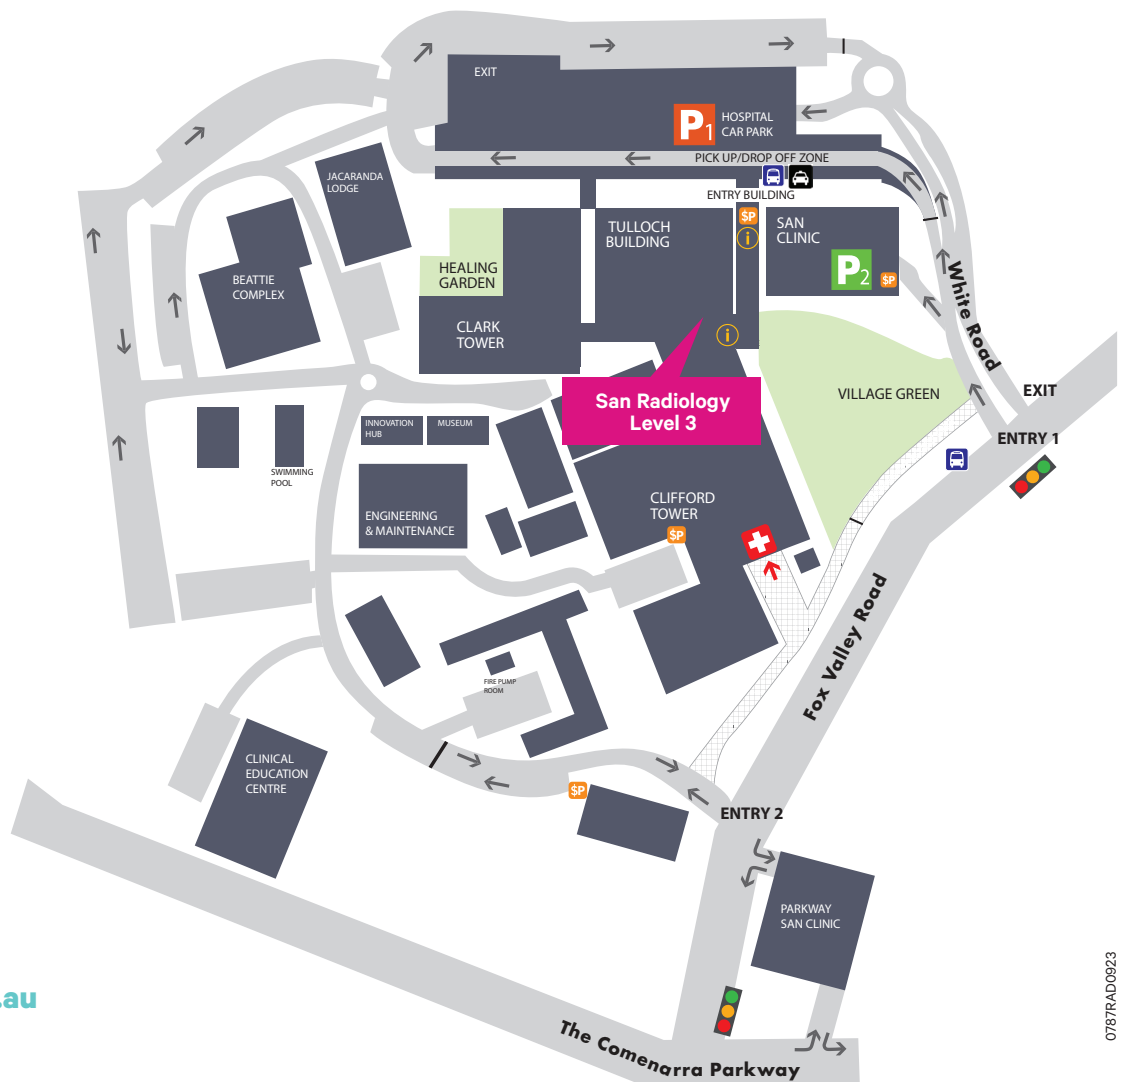 EXIT
P1
HOSPITAL
CAR PARK
PICK UP/DROP OFF ZONE
JACARANDA
LODGE
ENTRY BUILDING
$P
i
TULLOCH
BUILDING
SAN
CLINIC
P2
$P
HEALING
GARDEN
BEATTIE
COMPLEX
White Road
CLARK
TOWER
i
San Radiology
Level 3
VILLAGE GREEN
EXIT
ENTRY 1
INNOVATION
HUB
MUSEUM
SWIMMING
POOL
ENGINEERING
& MAINTENANCE
CLIFFORD
TOWER
$P
Fox Valley Road
FIRE PUMP
ROOM
CLINICAL
EDUCATION
CENTRE
$P
ENTRY 2
PARKWAY
SAN CLINIC
.au
The Comenarra Parkway
0787RAD0923